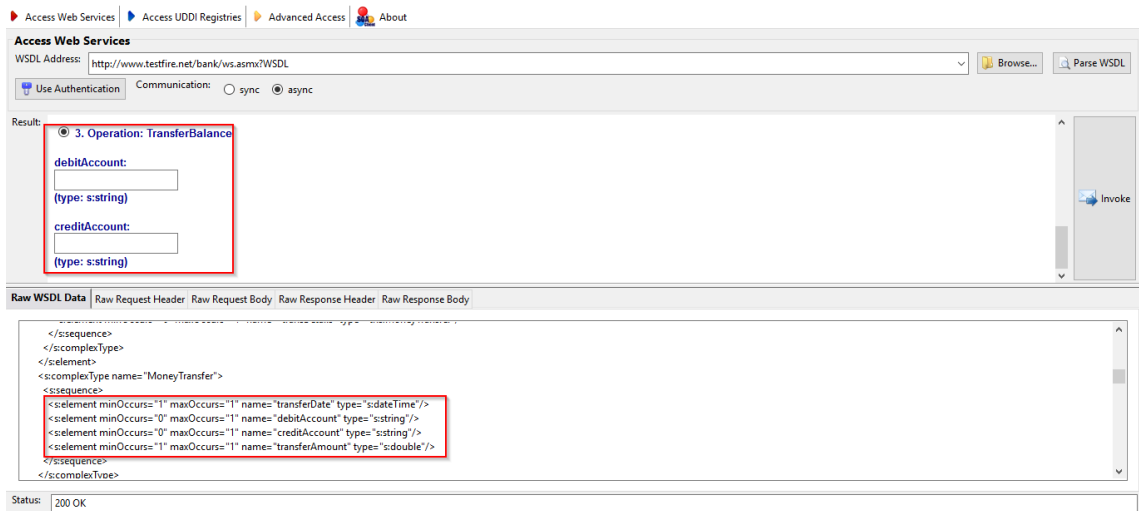 Access Web Services Access UDDI Registries Advanced Access About
Access Web Services
WSDL Address: http://www.testfire.net/bank/ws.asmx?WSDL Browse... Parse WSDL
Use Authentication Communication: sync async
Result:
3. Operation: TransferBalance
debitAccount:
(type: s:string)
Invoke
creditAccount:
(type: s:string)
Raw WSDL Data Raw Request Header Raw Request Body Raw Response Header Raw Response Body
</s:sequence>
</s:complexType>
</s:element>
<s:complexType name="MoneyTransfer">
<s:sequence>
<s:element minOccurs="1" maxOccurs="1" name="transferDate" type="s:dateTime"/>
<s:element minOccurs="0" maxOccurs="1" name="debitAccount" type="s:string"/>
<s:element minOccurs="0" maxOccurs="1" name="creditAccount" type="s:string"/>
<s:element minOccurs="1" maxOccurs="1" name="transferAmount" type="s:double"/>
</s:sequence>
</s:complexType>
Status: 200 OK